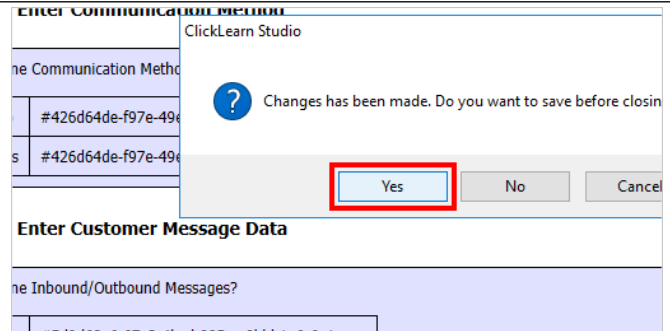 Enter Communication Method
ClickLearn Studio
ne Communication Metho
Changes has been made. Do you want to save before closin
#426d64de-f97e-49e
s #426d64de-f97e-49e
Yes No Cancel
Enter Customer Message Data
ne Inbound/Outbound Messages?